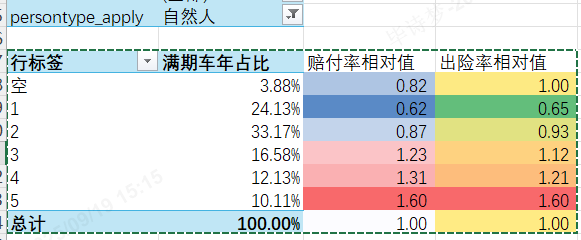 persontype_apply 自然人
行标签 满期车年占比 赔付率相对值 出险率相对值
空 3.88% 0.82 1.00
1 24.13% 0.62 0.65
2 33.17% 0.87 0.93
3 16.58% 1.23 1.12
4 12.13% 1.31 1.21
5 10.11% 1.60 1.60
总计 100.00% 1.00 1.00